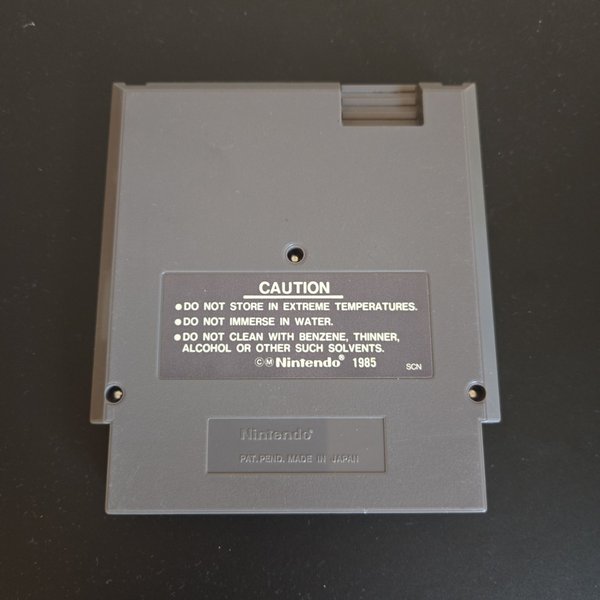 CAUTION
●DO NOT STORE IN EXTREME TEMPERATURES.
●DO NOT IMMERSE IN WATER.
●DO NOT CLEAN WITH BENZENE, THINNER,
ALCOHOL OR OTHER SUCH SOLVENTS.
©Ⓜ Nintendo® 1985 SCN
Nintendo®
PAT. PEND. MADE IN JAPAN